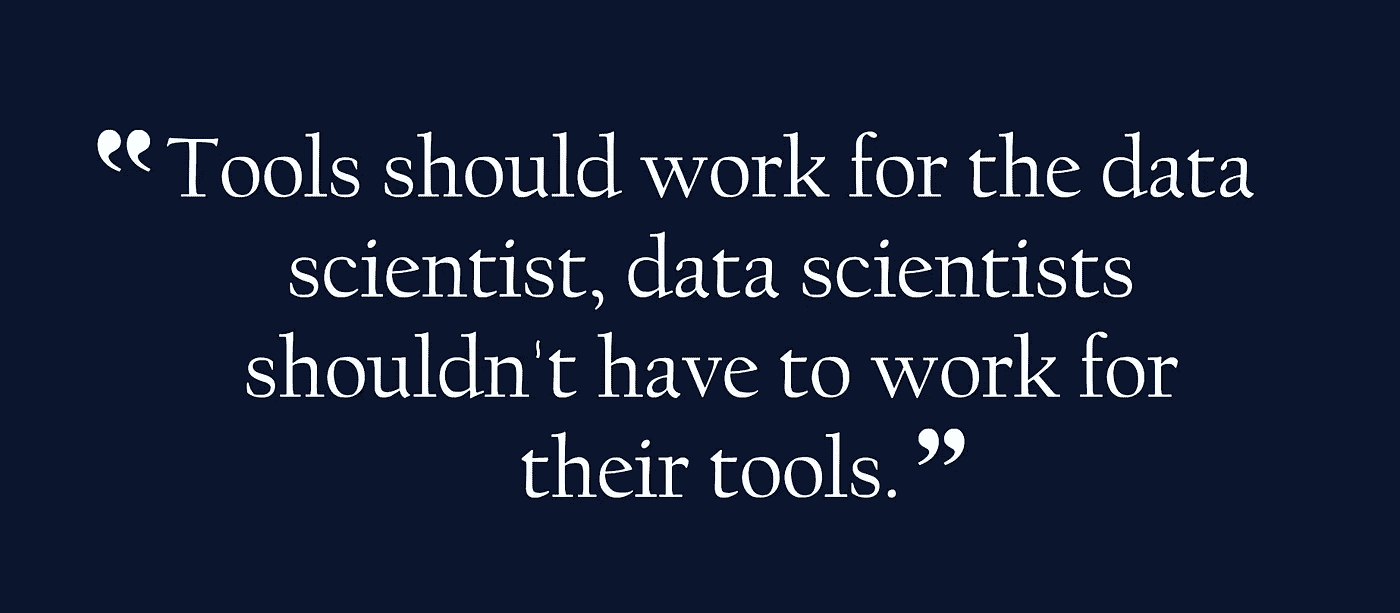 “Tools should work for the data
scientist, data scientists
shouldn't have to work for
their tools.”